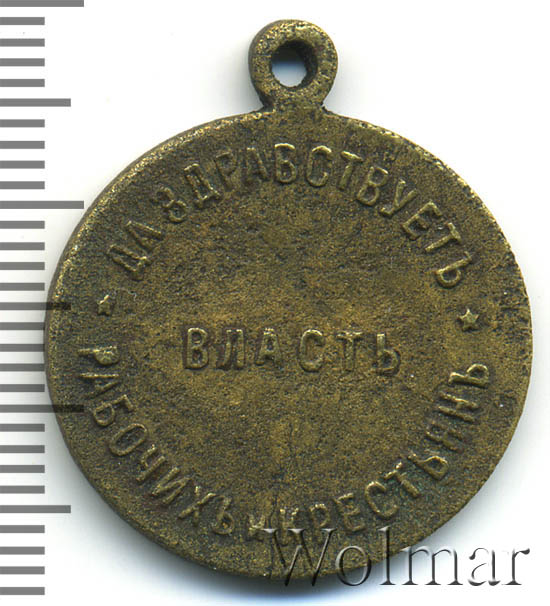 ДА ЗДРАВСТВУЕТЪ
ВЛАСТЬ
РАБОЧИХЪ И КРЕСТЬЯНЪ
Wolmar